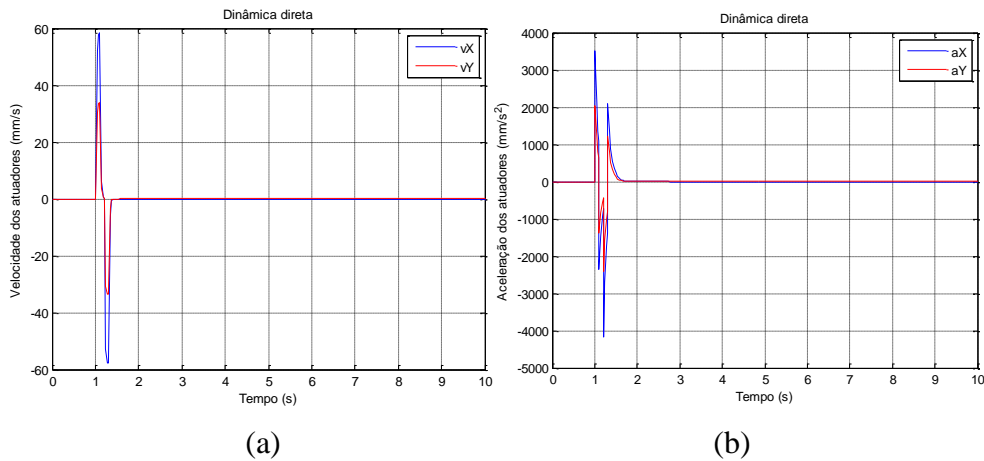 Dinâmica direta
60
40
20
0
-20
-40
-60
Velocidade dos atuadores (mm/s)
vX
vY
0 1 2 3 4 5 6 7 8 9 10
Tempo (s)
(a)
Dinâmica direta
4000
3000
2000
1000
0
-1000
-2000
-3000
-4000
-5000
Aceleração dos atuadores (mm/s²)
aX
aY
0 1 2 3 4 5 6 7 8 9 10
Tempo (s)
(b)